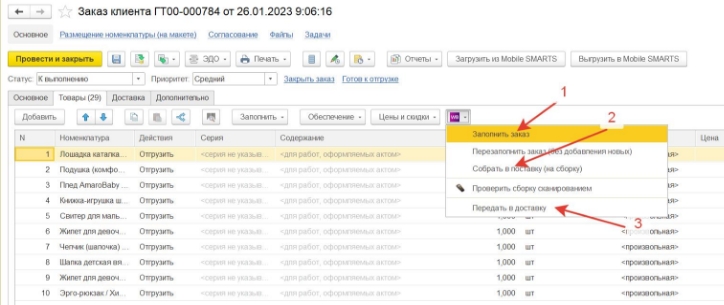 Заказ клиента ГТ00-000784 от 26.01.2023 9:06:16
Основное Размещение номенклатуры (на макете) Согласование Файлы Задачи
Провести и закрыть ЭДО Печать Отчеты Загрузить из Mobile SMARTS Выгрузить в Mobile SMARTS
Статус: К выполнению Приоритет: Средний Закрыть заказ Готов к отгрузке
Основное Товары (29) Доставка Дополнительно
1
Добавить Заполнить Обеспечение Цены и скидки WB
2
N Номенклатура Действия Серия Содержание Цена
Заполнить заказ
Перезаполнить заказ (без добавления новых)
Собрать в поставку (на сборку)
Проверить сборку сканированием
Передать в доставку
3
1 Лошадка каталка... Отгрузить <серия не указыв... <для работ, оформляемых актом>
2 Подушка (комфо... Отгрузить <серия не указыв... <для работ, оформляемых актом>
3 Плед AmaroBaby... Отгрузить <серия не указыв... <для работ, оформляемых актом>
4 Книжка-игрушка ш... Отгрузить <серия не указыв... <для работ, оформляемых актом>
5 Свитер для маль... Отгрузить <серия не указыв... <для работ, оформляемых актом> 1,000 шт
6 Жилет для девоч... Отгрузить <серия не указыв... <для работ, оформляемых актом> 1,000 шт <произвольная>
7 Чепчик (шапочка) ... Отгрузить <серия не указыв... <для работ, оформляемых актом> 1,000 шт <произвольная>
8 Шапка детская вя... Отгрузить <серия не указыв... <для работ, оформляемых актом> 1,000 шт <произвольная>
9 Жилет для девоч... Отгрузить <серия не указыв... <для работ, оформляемых актом> 1,000 шт <произвольная>
10 Эрго-рюкзак / Хи... Отгрузить <серия не указыв... <для работ, оформляемых актом> 1,000 шт <произвольная>